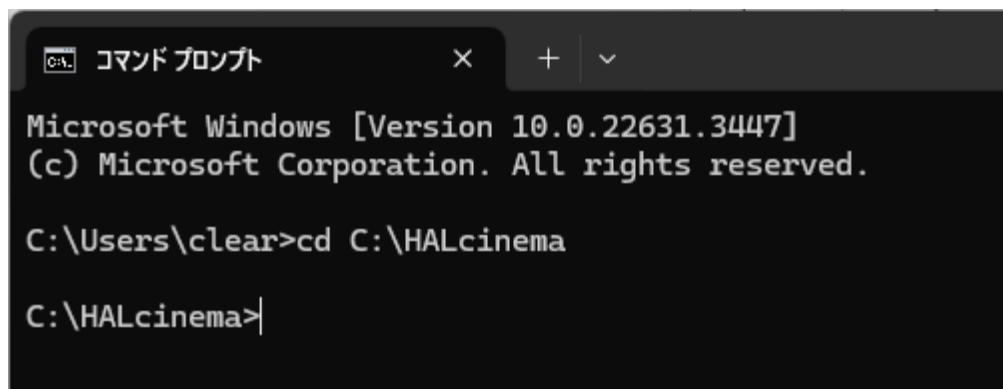 コマンド プロンプト
Microsoft Windows [Version 10.0.22631.3447]
(c) Microsoft Corporation. All rights reserved.
C:\Users\clear>cd C:\HALcinema
C:\HALcinema>